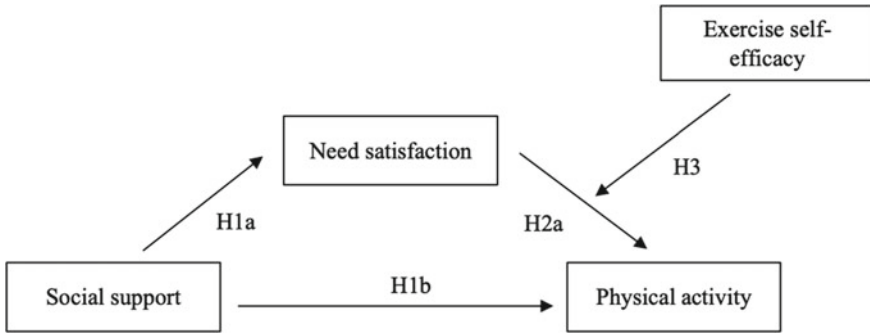 Exercise self-
efficacy
Need satisfaction
H3
H1a
H2a
Social support
H1b
Physical activity